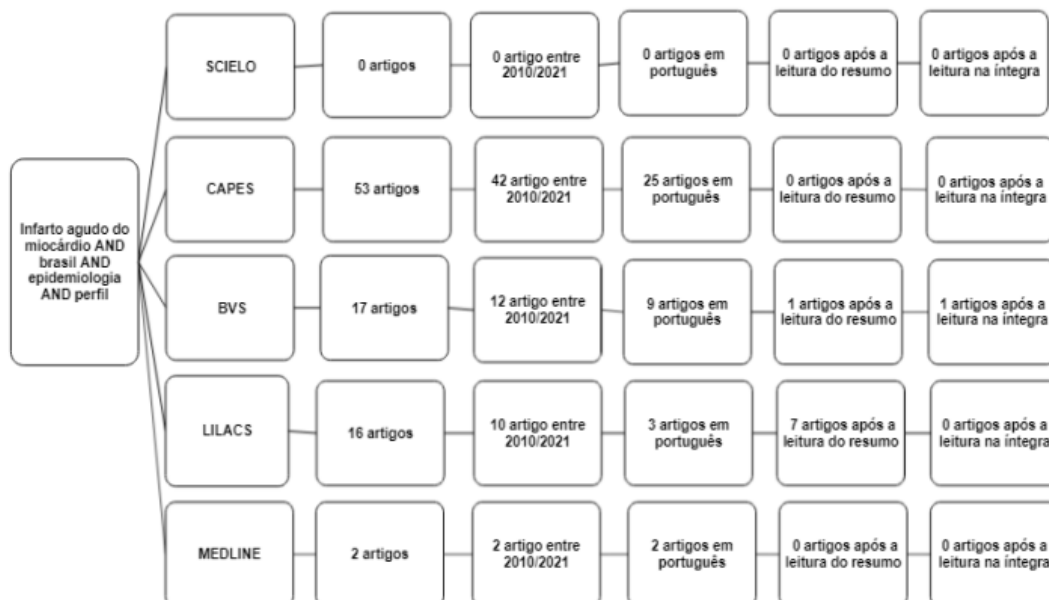 SCIELO
0 artigos
0 artigo entre
2010/2021
0 artigos em
português
0 artigos após a
leitura do resumo
0 artigos após a
leitura na íntegra
Infarto agudo do
miocárdio AND
brasil AND
epidemiologia
AND perfil
CAPES
53 artigos
42 artigo entre
2010/2021
25 artigos em
português
0 artigos após a
leitura do resumo
0 artigos após a
leitura na íntegra
BVS
17 artigos
12 artigo entre
2010/2021
9 artigos em
português
1 artigos após a
leitura do resumo
1 artigos após a
leitura na íntegra
LILACS
16 artigos
10 artigo entre
2010/2021
3 artigos em
português
7 artigos após a
leitura do resumo
0 artigos após a
leitura na íntegra
MEDLINE
2 artigos
2 artigo entre
2010/2021
2 artigos em
português
0 artigos após a
leitura do resumo
0 artigos após a
leitura na íntegra